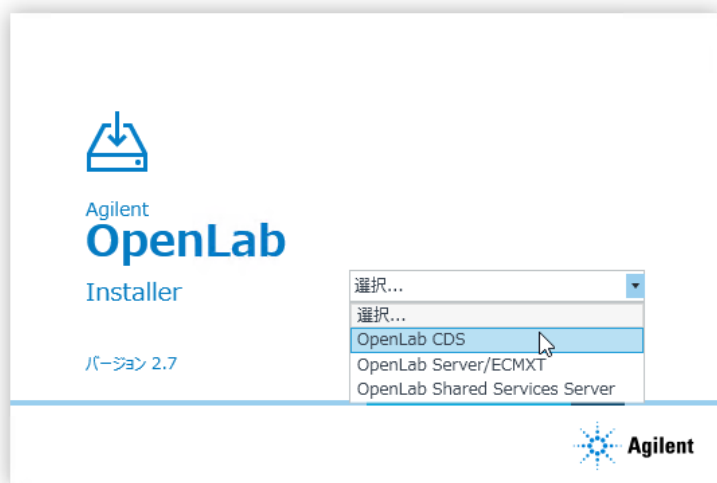 Agilent
OpenLab
Installer
バージョン 2.7
選択...
選択...
OpenLab CDS
OpenLab Server/ECMXT
OpenLab Shared Services Server
Agilent